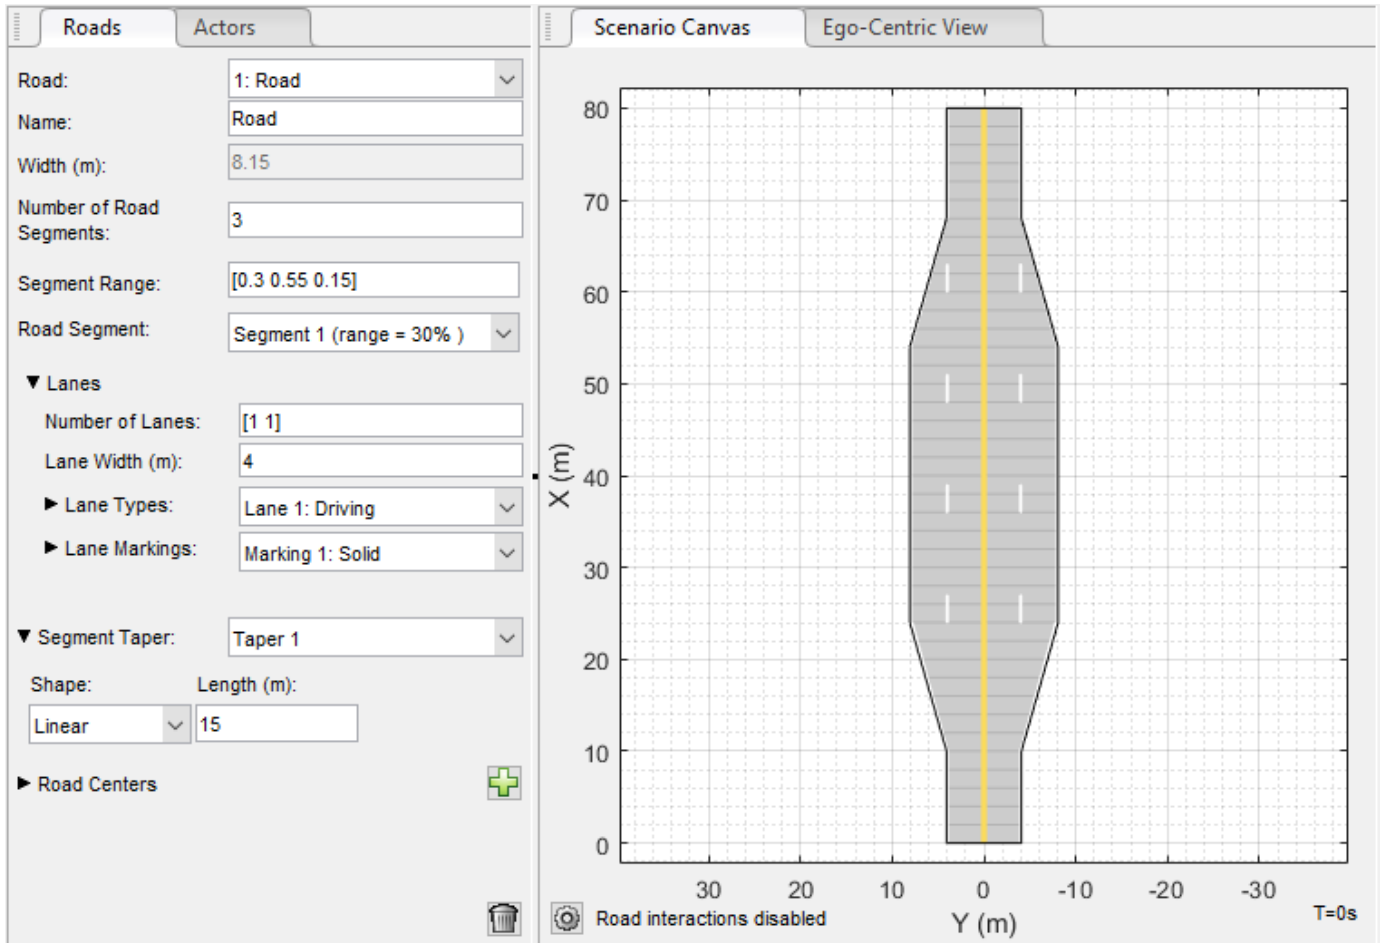 Roads
Actors
Road:
1: Road
Name:
Road
Width (m):
8.15
Number of Road
Segments:
3
Segment Range:
[0.3 0.55 0.15]
Road Segment:
Segment 1 (range = 30% )
Lanes
Number of Lanes:
[1 1]
Lane Width (m):
4
Lane Types:
Lane 1: Driving
Lane Markings:
Marking 1: Solid
Segment Taper:
Taper 1
Shape:
Length (m):
Linear
15
Road Centers
Scenario Canvas
Ego-Centric View
80
70
60
50
40
30
20
10
0
X (m)
30
20
10
0
-10
-20
-30
Y (m)
Road interactions disabled
T=0s